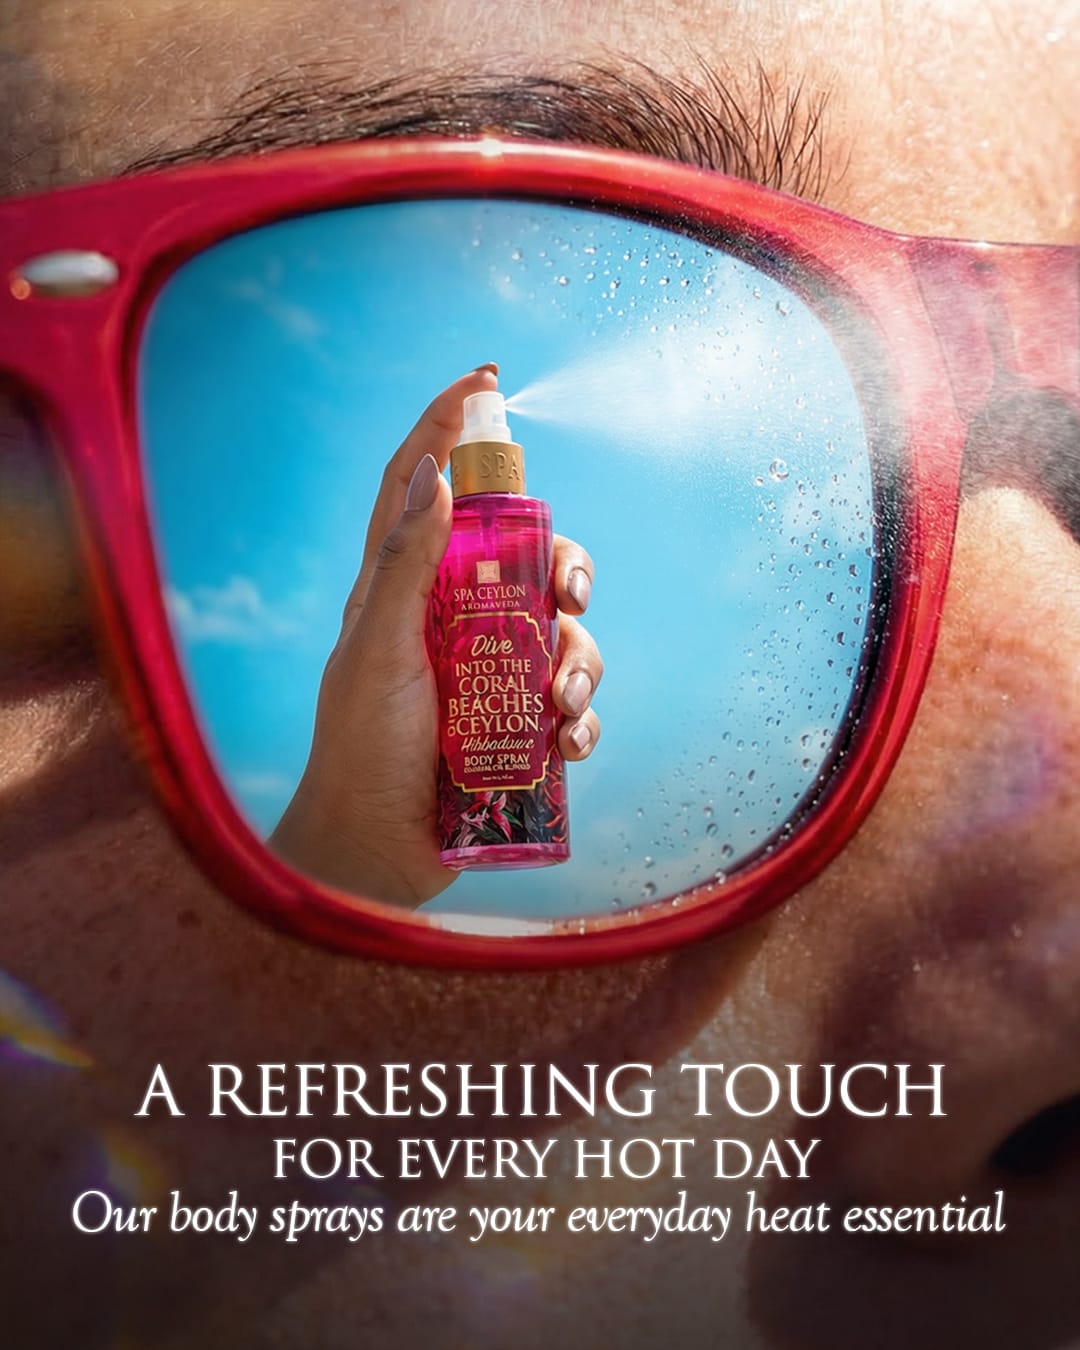 SPA
SPA CEYLON
AROMAVEDA
Dive
INTO THE
CORAL
BEACHES
OF CEYLON.
BODY SPRAY
A REFRESHING TOUCH
FOR EVERY HOT DAY
Our body sprays are your everyday heat essential